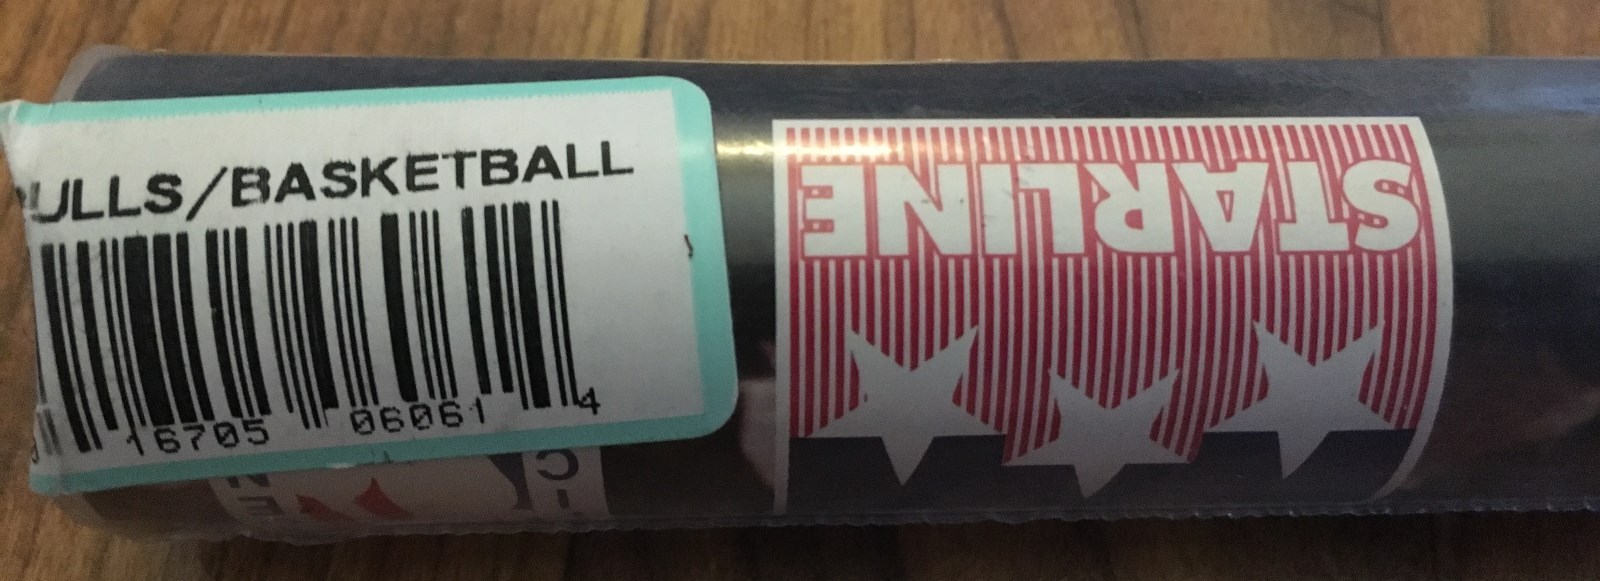 ULLS/BASKETBALL
16705 06061 4
STARLINE